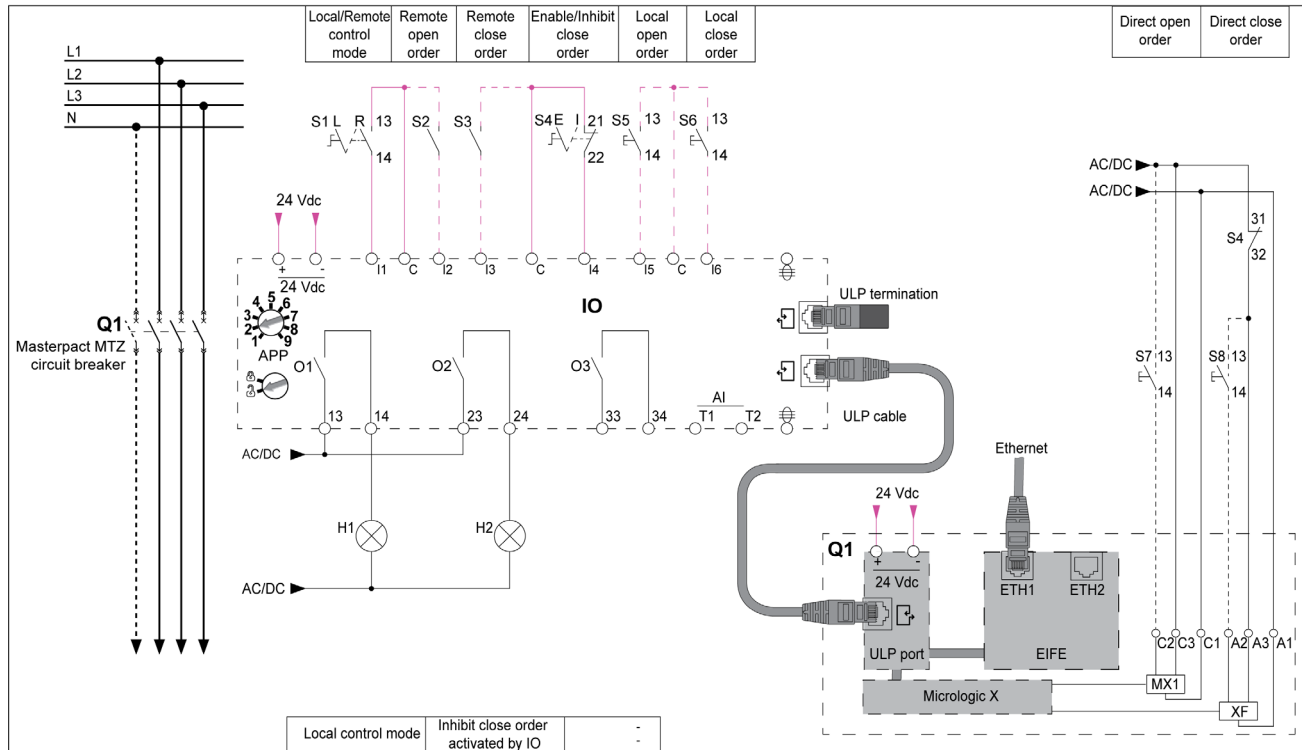 Local/Remote control mode
Remote open order
Remote close order
Enable/Inhibit close order
Local open order
Local close order
Direct open order
Direct close order
L1
L2
L3
N
S1 L R 13
14
S2
S3
S4 E I 21
22
S5 13
14
S6 13
14
AC/DC
AC/DC
31
S4
32
24 Vdc
I1 C I2 I3 C I4 I5 C I6
+ -
24 Vdc
IO
4 5 6
3 7
2 8
1 9
APP
ULP termination
Q1
Masterpact MTZ
circuit breaker
O1
O2
O3
AI
T1 T2
13 14 23 24 33 34
ULP cable
S7 13
14
S8 13
14
AC/DC
Ethernet
24 Vdc
H1
H2
Q1
+ -
24 Vdc
ETH1 ETH2
AC/DC
ULP port
EIFE
C2 C3 C1 A2 A3 A1
MX1
Micrologic X
XF
Local control mode
Inhibit close order
activated by IO
-
-